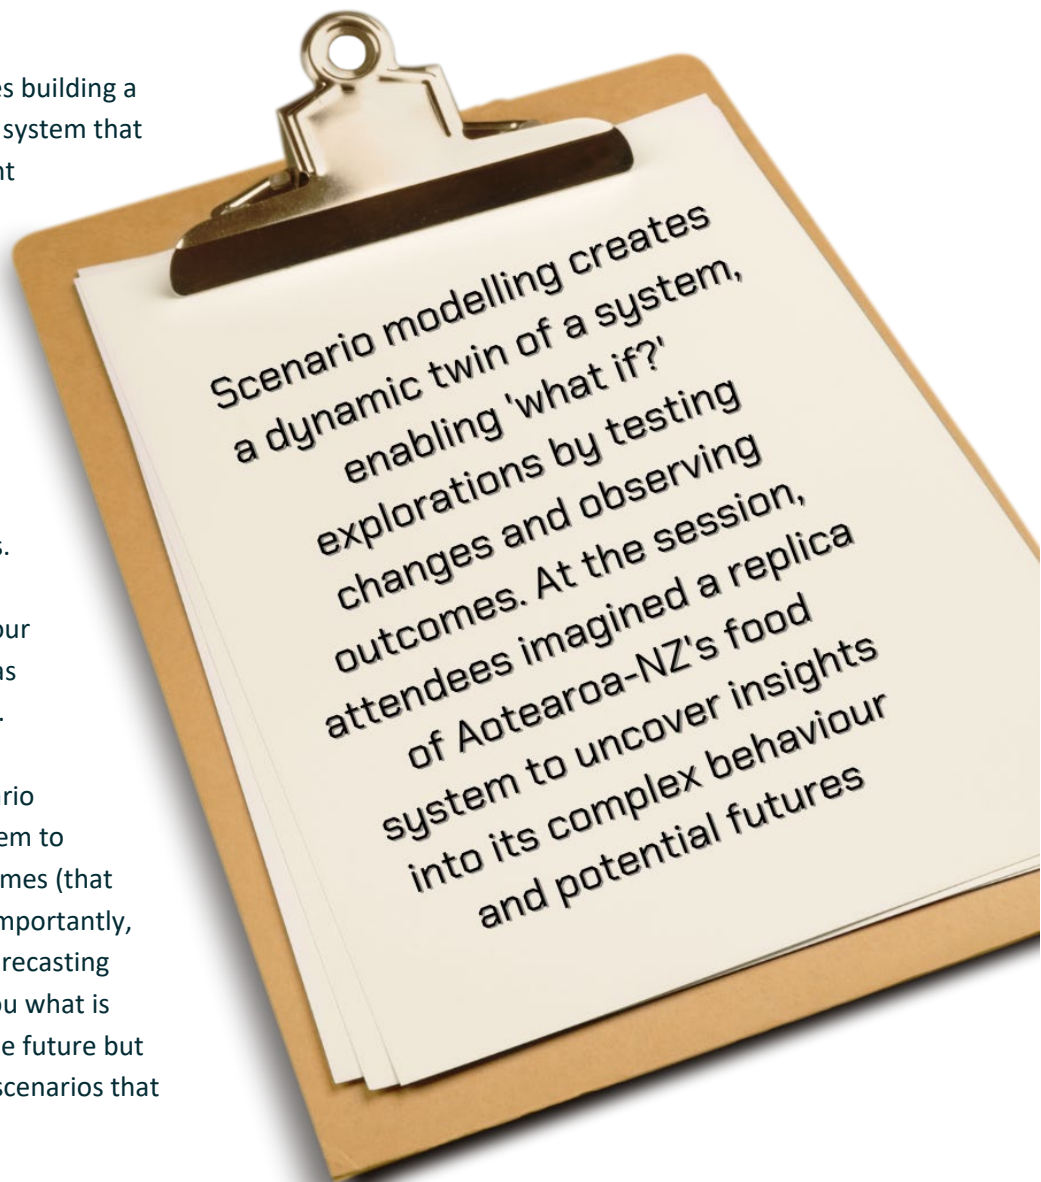 es building a
system that
nt
s.
our
as
.
ario
em to
mes (that
mportantly,
recasting
ou what is
e future but
scenarios that
Scenario modelling creates
a dynamic twin of a system,
enabling 'what if?'
explorations by testing
changes and observing
outcomes. At the session,
attendees imagined a replica
of Aotearoa-NZ's food
system to uncover insights
into its complex behaviour
and potential futures